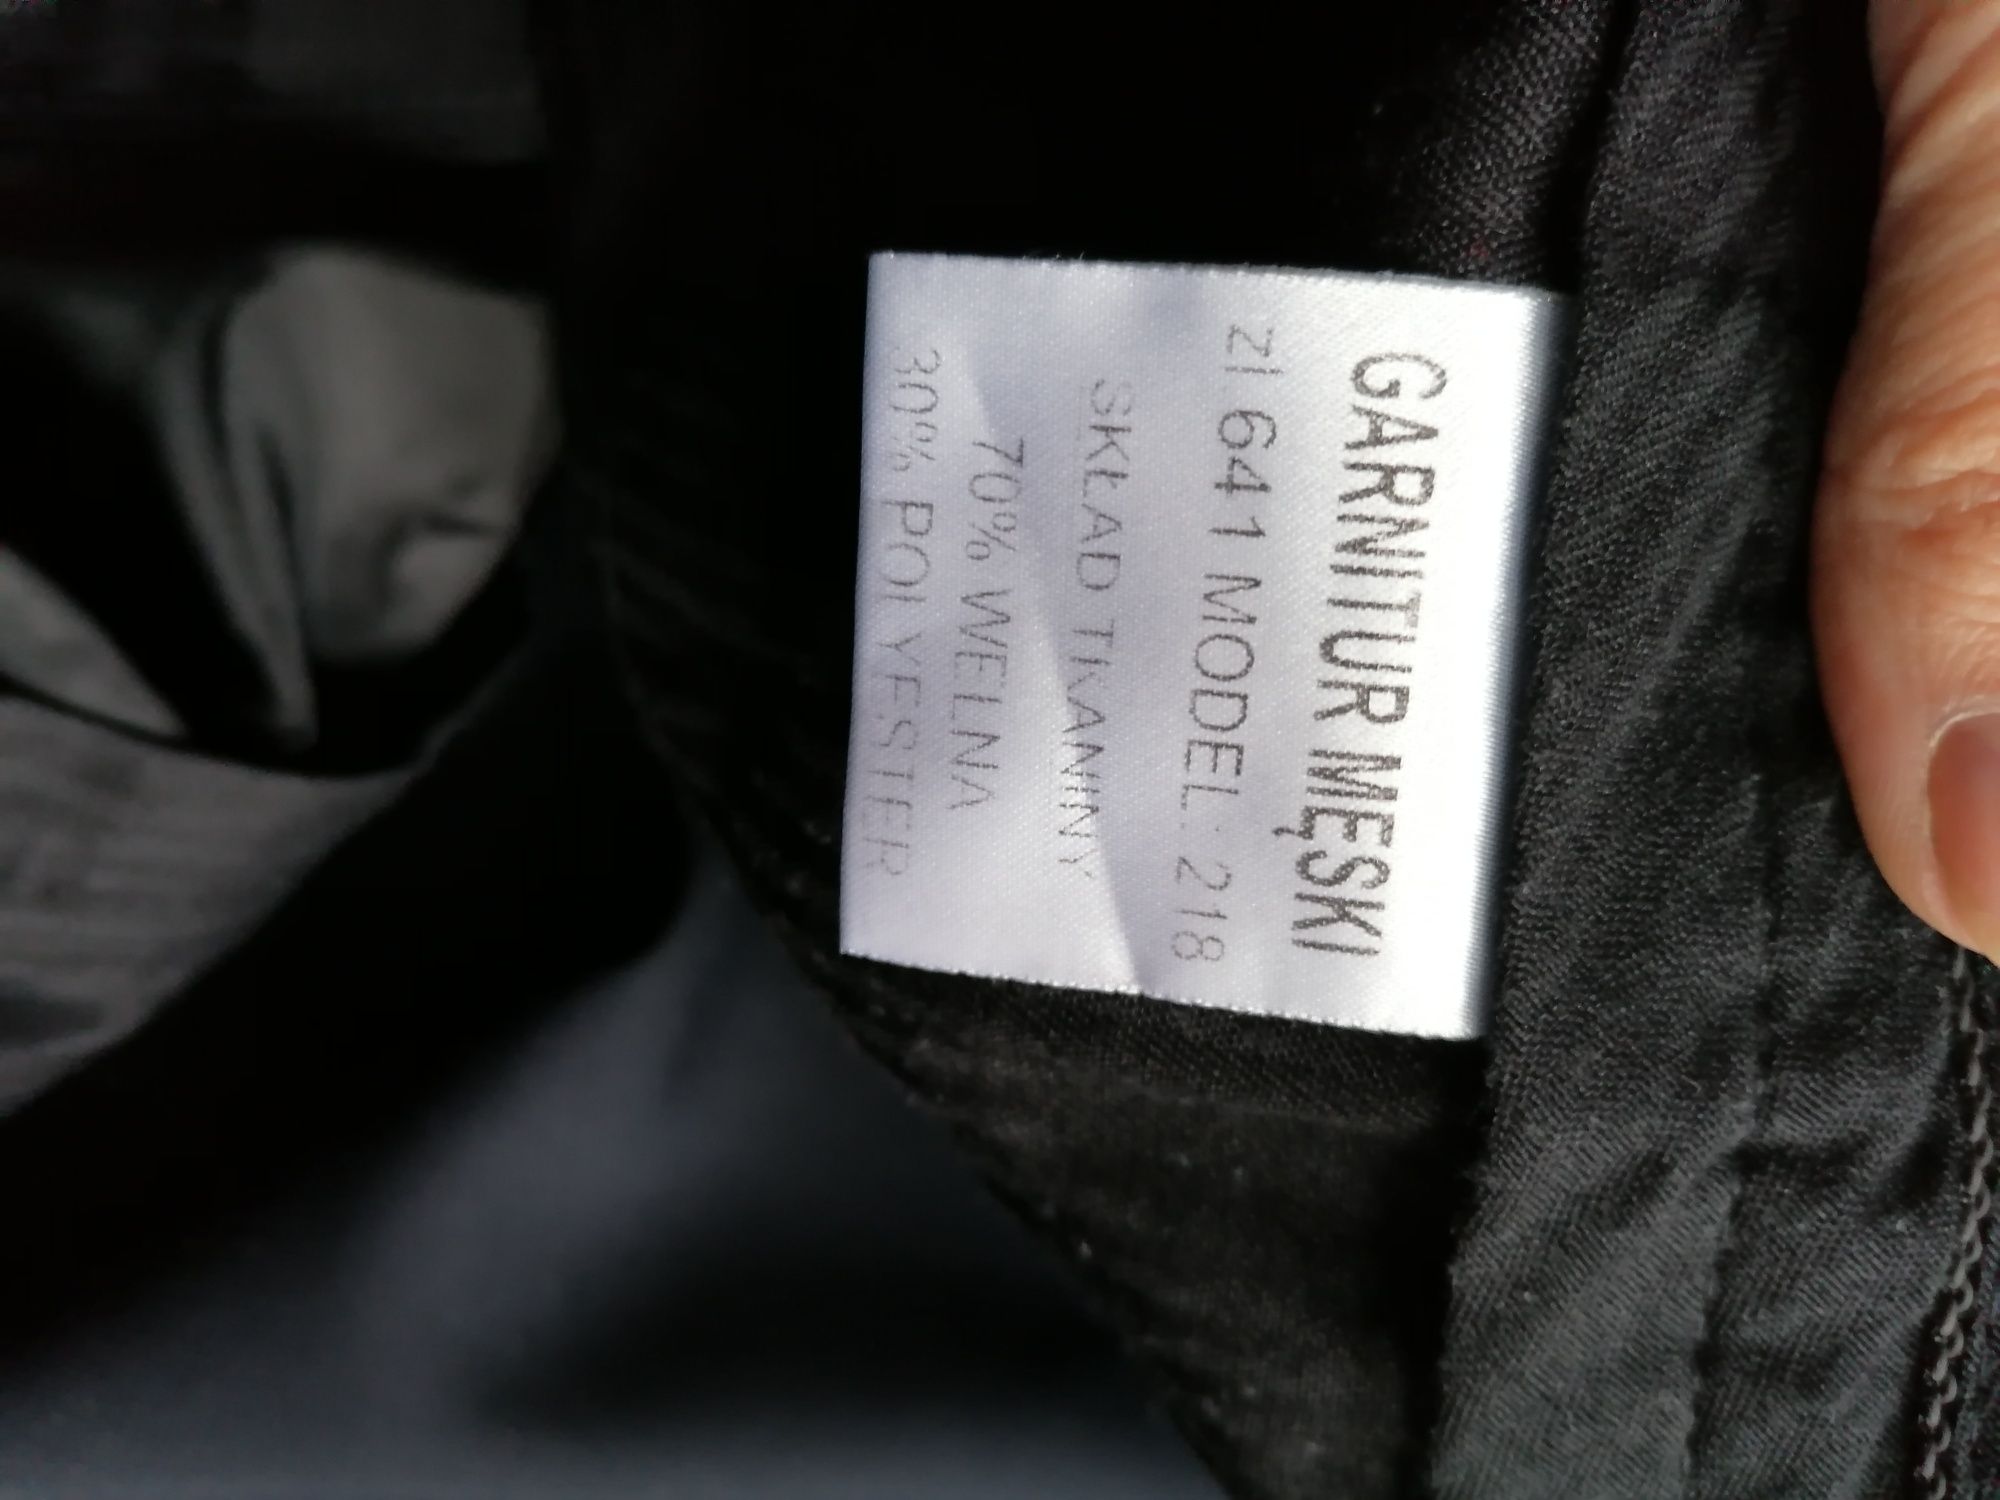 GARNITUR MĘSKI
zl.641 MODEL: 218
SKŁAD TKANINY
70% WEŁNA
30% POLYESTER